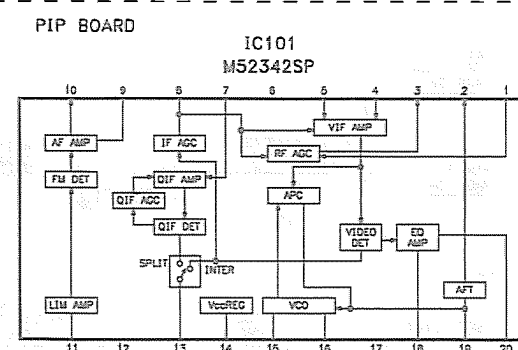 PIP BOARD
IC101
M52342SP
10 9 8 7 6 5 4 3 2 1
VIF AMP
AF AMP
IF AGC
RF AGC
FM DET
QIF AMP
QIF AGC
APC
QIF DET
VIDEO
DET
EQ
AMP
SPLIT
INTER
AFT
LIM AMP
VccREG
VCO
11 12 13 14 15 16 17 18 19 20